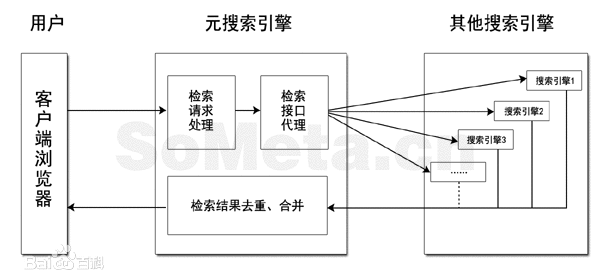 用户
元搜索引擎
其他搜索引擎
客户端浏览器
检索
请求
处理
检索
接口
代理
搜索引擎1
搜索引擎2
搜索引擎3
……
检索结果去重、合并
SoMeta.cn
Bai百科